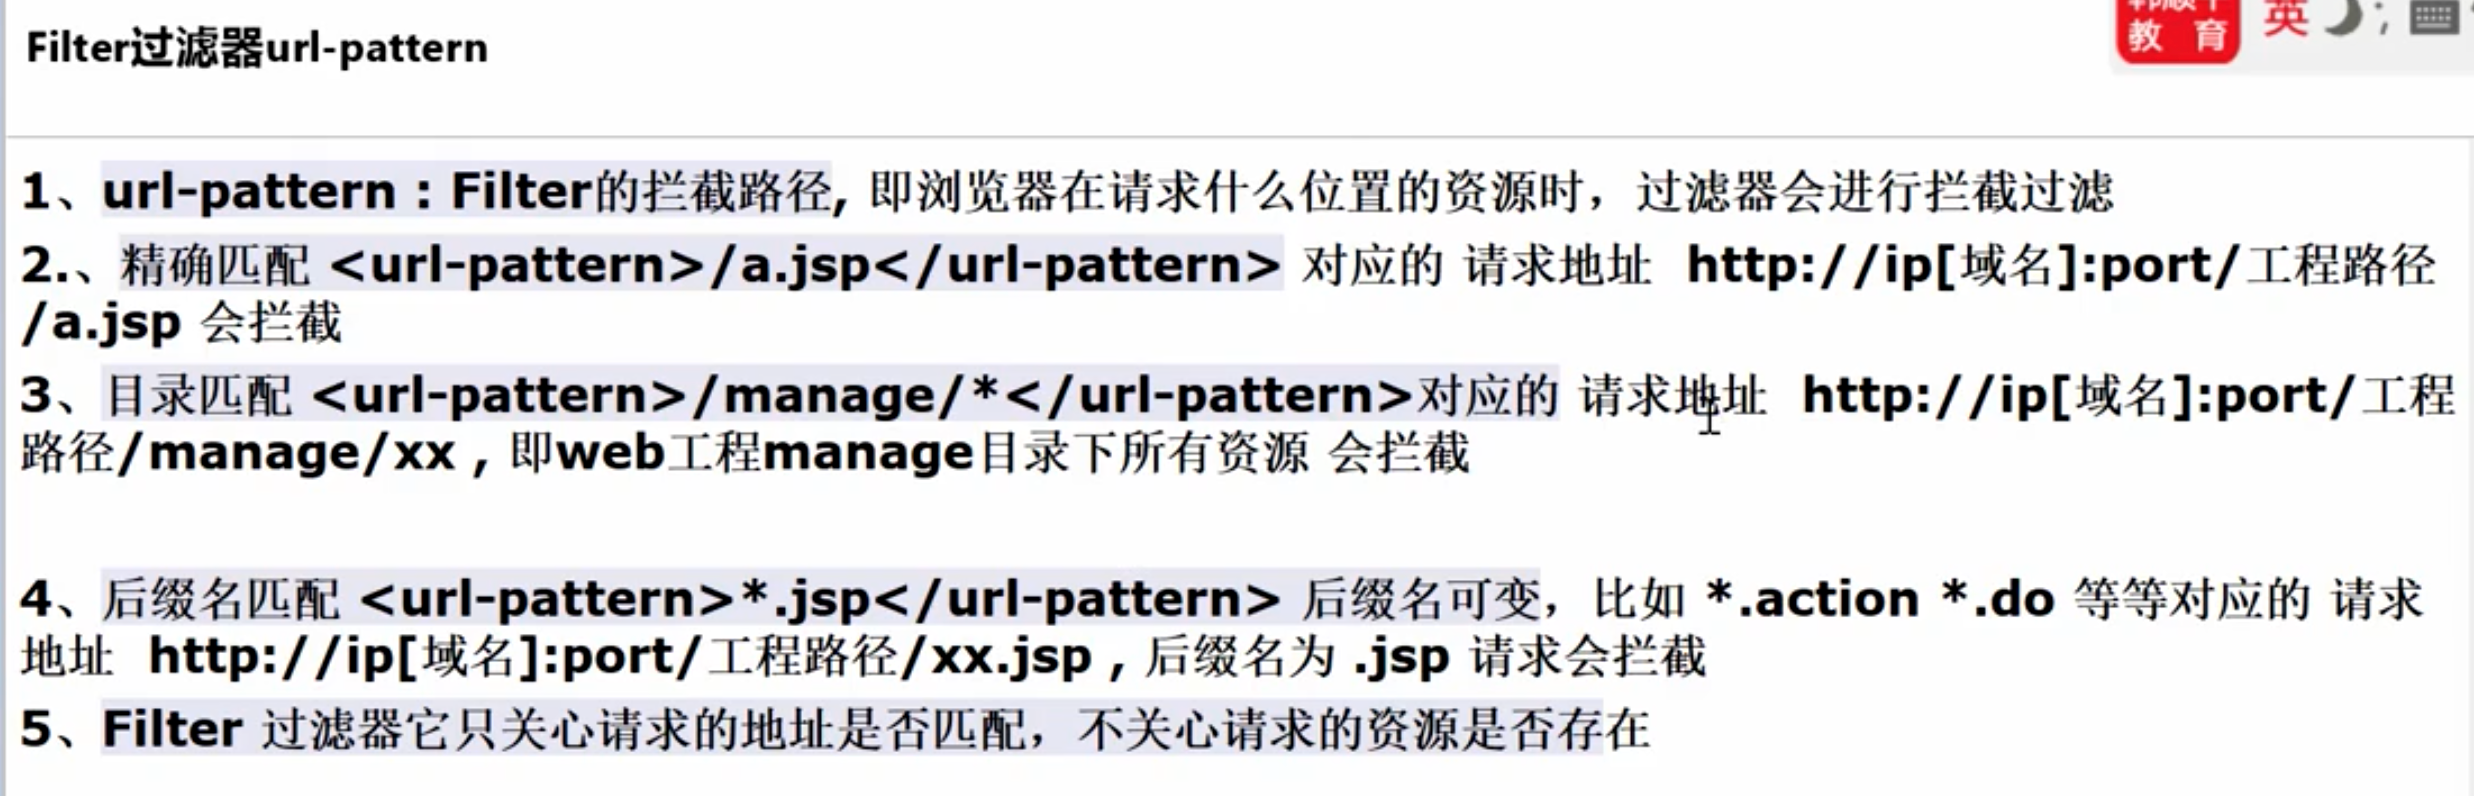 Filter过滤器url-pattern
教 育
英
1、url-pattern : Filter的拦截路径, 即浏览器在请求什么位置的资源时，过滤器会进行拦截过滤
2.、精确匹配 <url-pattern>/a.jsp</url-pattern> 对应的 请求地址 http://ip[域名]:port/工程路径
/a.jsp 会拦截
3、目录匹配 <url-pattern>/manage/*</url-pattern>对应的 请求地址 http://ip[域名]:port/工程
路径/manage/xx , 即web工程manage目录下所有资源 会拦截
4、后缀名匹配 <url-pattern>*.jsp</url-pattern> 后缀名可变，比如 *.action *.do 等等对应的 请求
地址 http://ip[域名]:port/工程路径/xx.jsp , 后缀名为 .jsp 请求会拦截
5、Filter 过滤器它只关心请求的地址是否匹配，不关心请求的资源是否存在